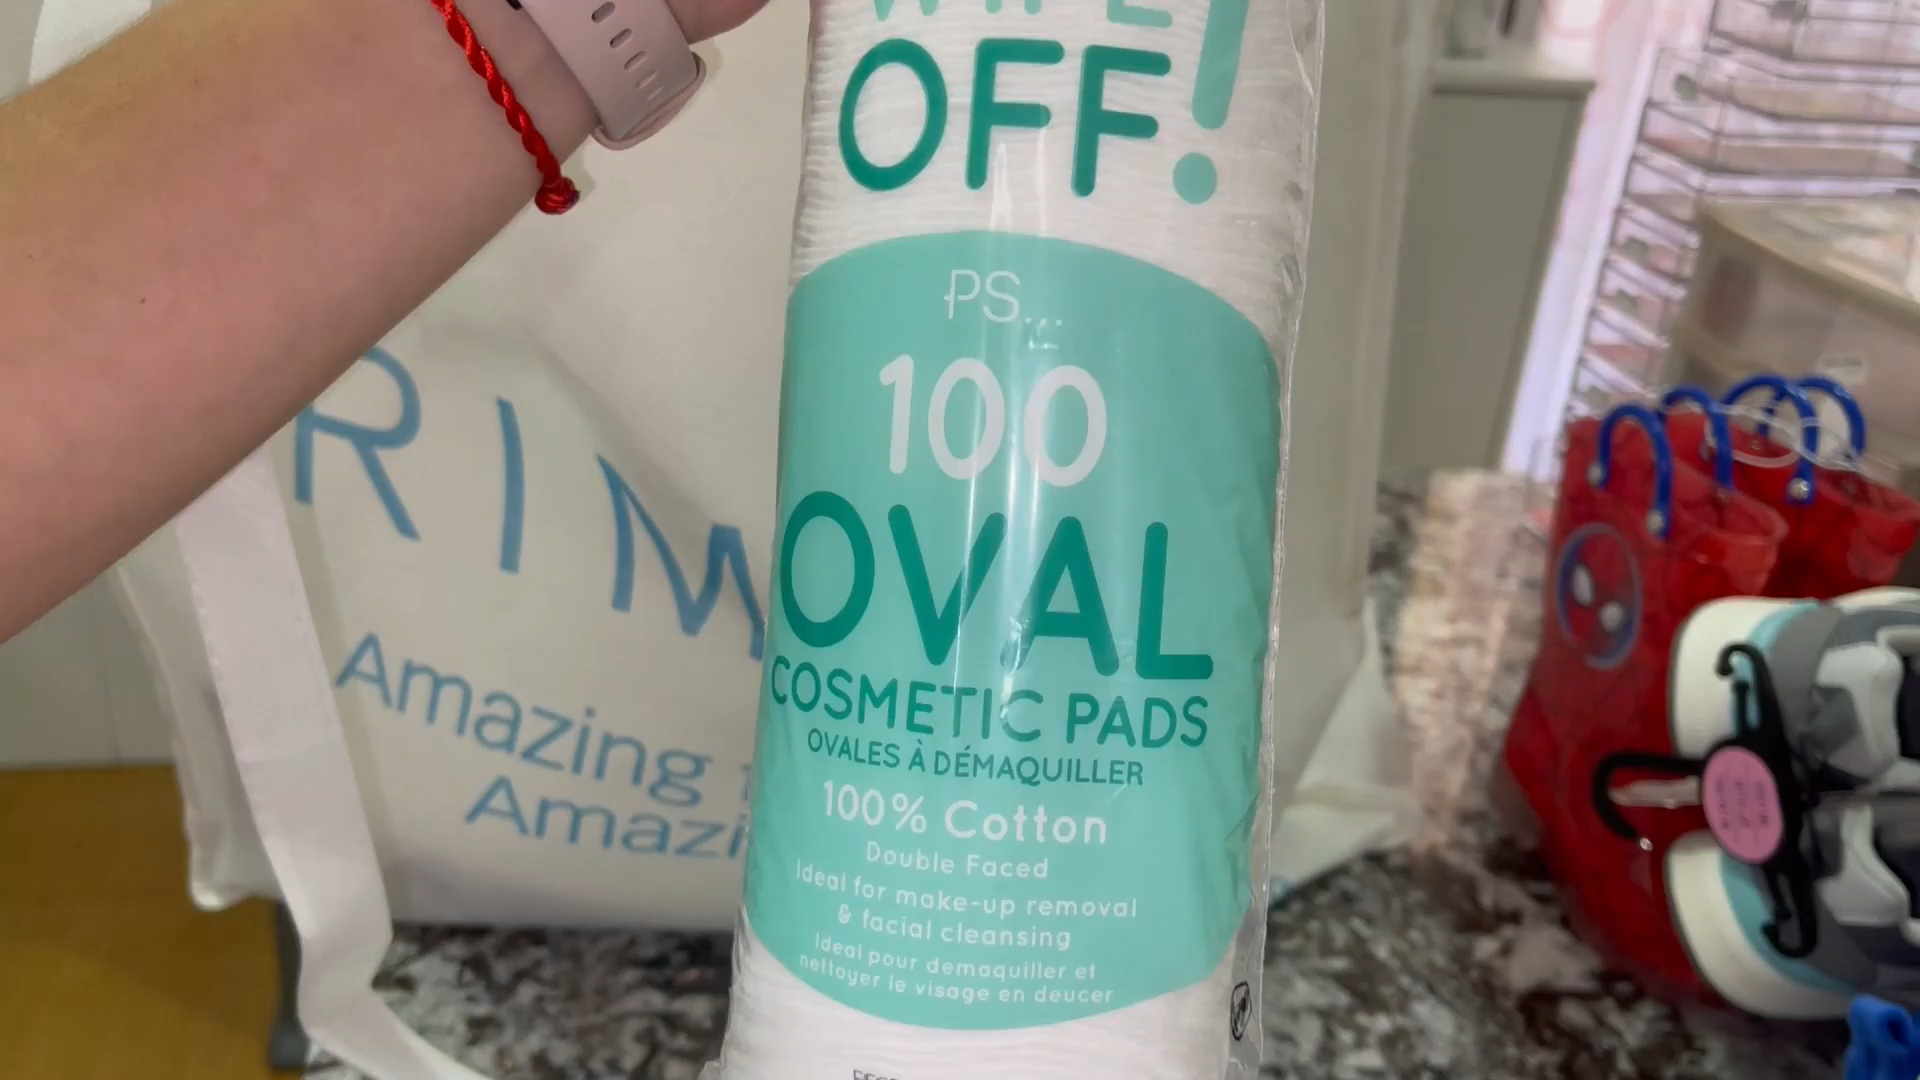 WIPE
OFF!
PS...
100
OVAL
COSMETIC PADS
OVALES À DÉMAQUILLER
100% Cotton
Double Faced
Ideal for make-up removal
& facial cleansing
Ideal pour demaquiller et
nettoyer le visage en deucer
RIM
Amazing
Amazi